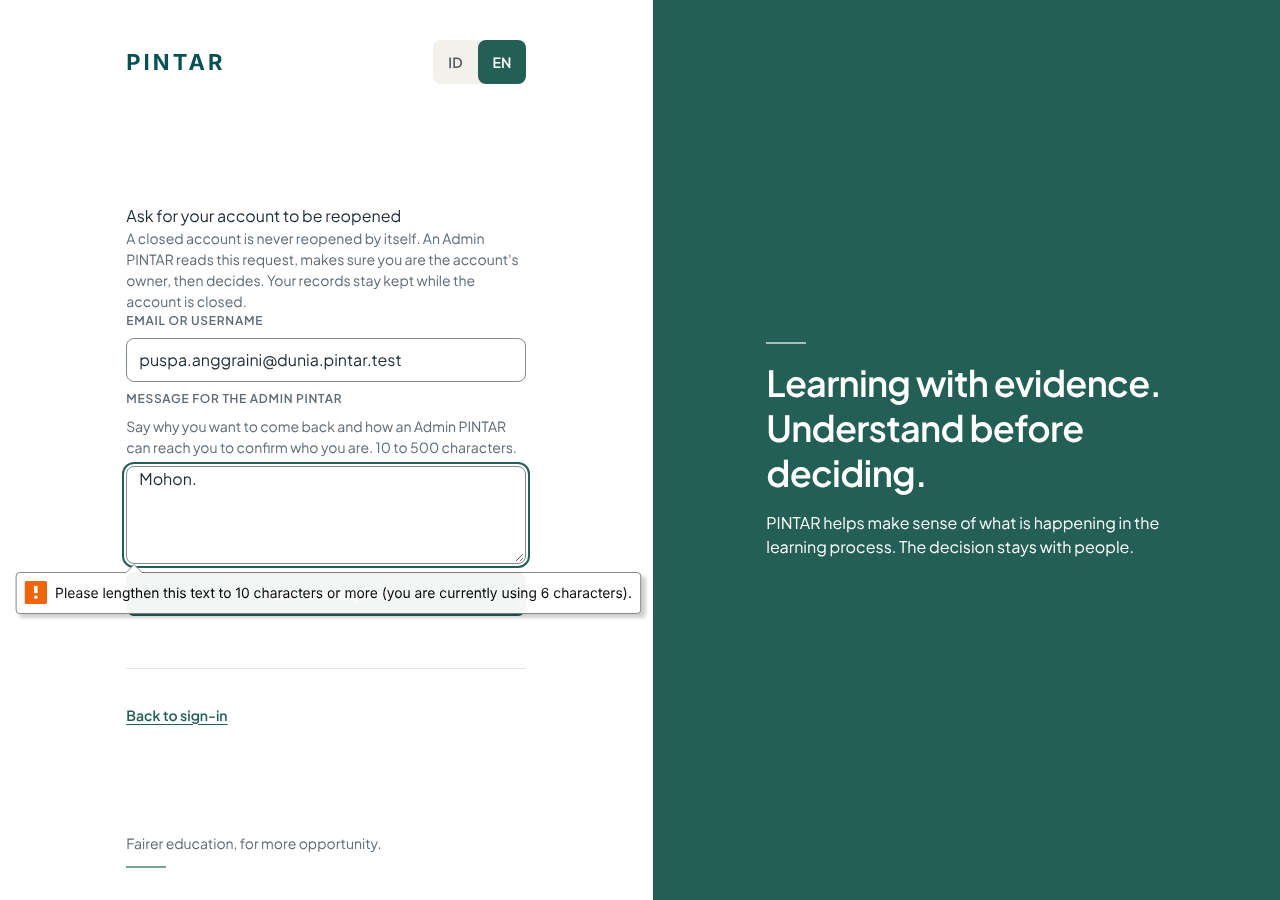 PINTAR
ID
EN
Ask for your account to be reopened
A closed account is never reopened by itself. An Admin
PINTAR reads this request, makes sure you are the account's
owner, then decides. Your records stay kept while the
account is closed.
EMAIL OR USERNAME
puspa.anggraini@dunia.pintar.test
MESSAGE FOR THE ADMIN PINTAR
Say why you want to come back and how an Admin PINTAR
can reach you to confirm who you are. 10 to 500 characters.
Mohon.
Please lengthen this text to 10 characters or more (you are currently using 6 characters).
Back to sign-in
Fairer education, for more opportunity.
Learning with evidence.
Understand before
deciding.
PINTAR helps make sense of what is happening in the
learning process. The decision stays with people.